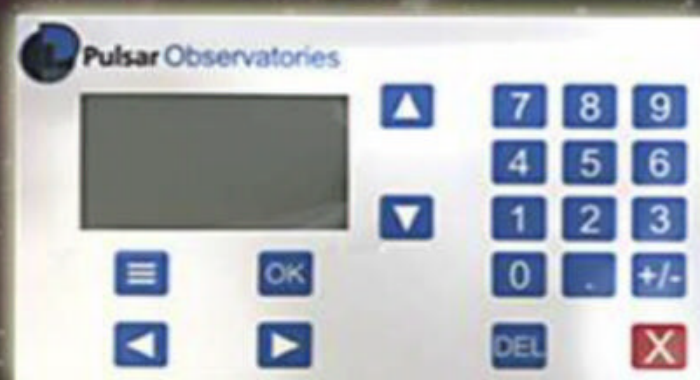 Pulsar Observatories
7 8 9
4 5 6
1 2 3
OK 0 . +/-
DEL X